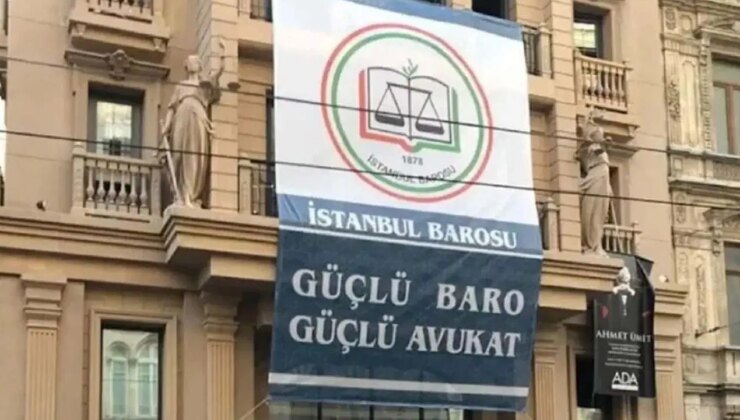 1878
İSTANBUL BAROSU
İSTANBUL BAROSU
GÜÇLÜ BARO
GÜÇLÜ AVUKAT
AHMET ÜMİT
ADA